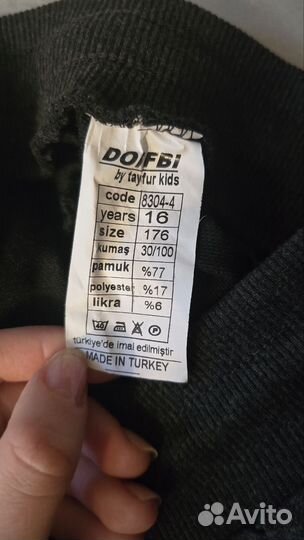 DOFBI
by tayfur kids
code 8304-4
years 16
size 176
kumaş 30/100
pamuk %77
polyester %17
likra %6
türkiye'de imal edilmiştir
MADE IN TURKEY
Avito